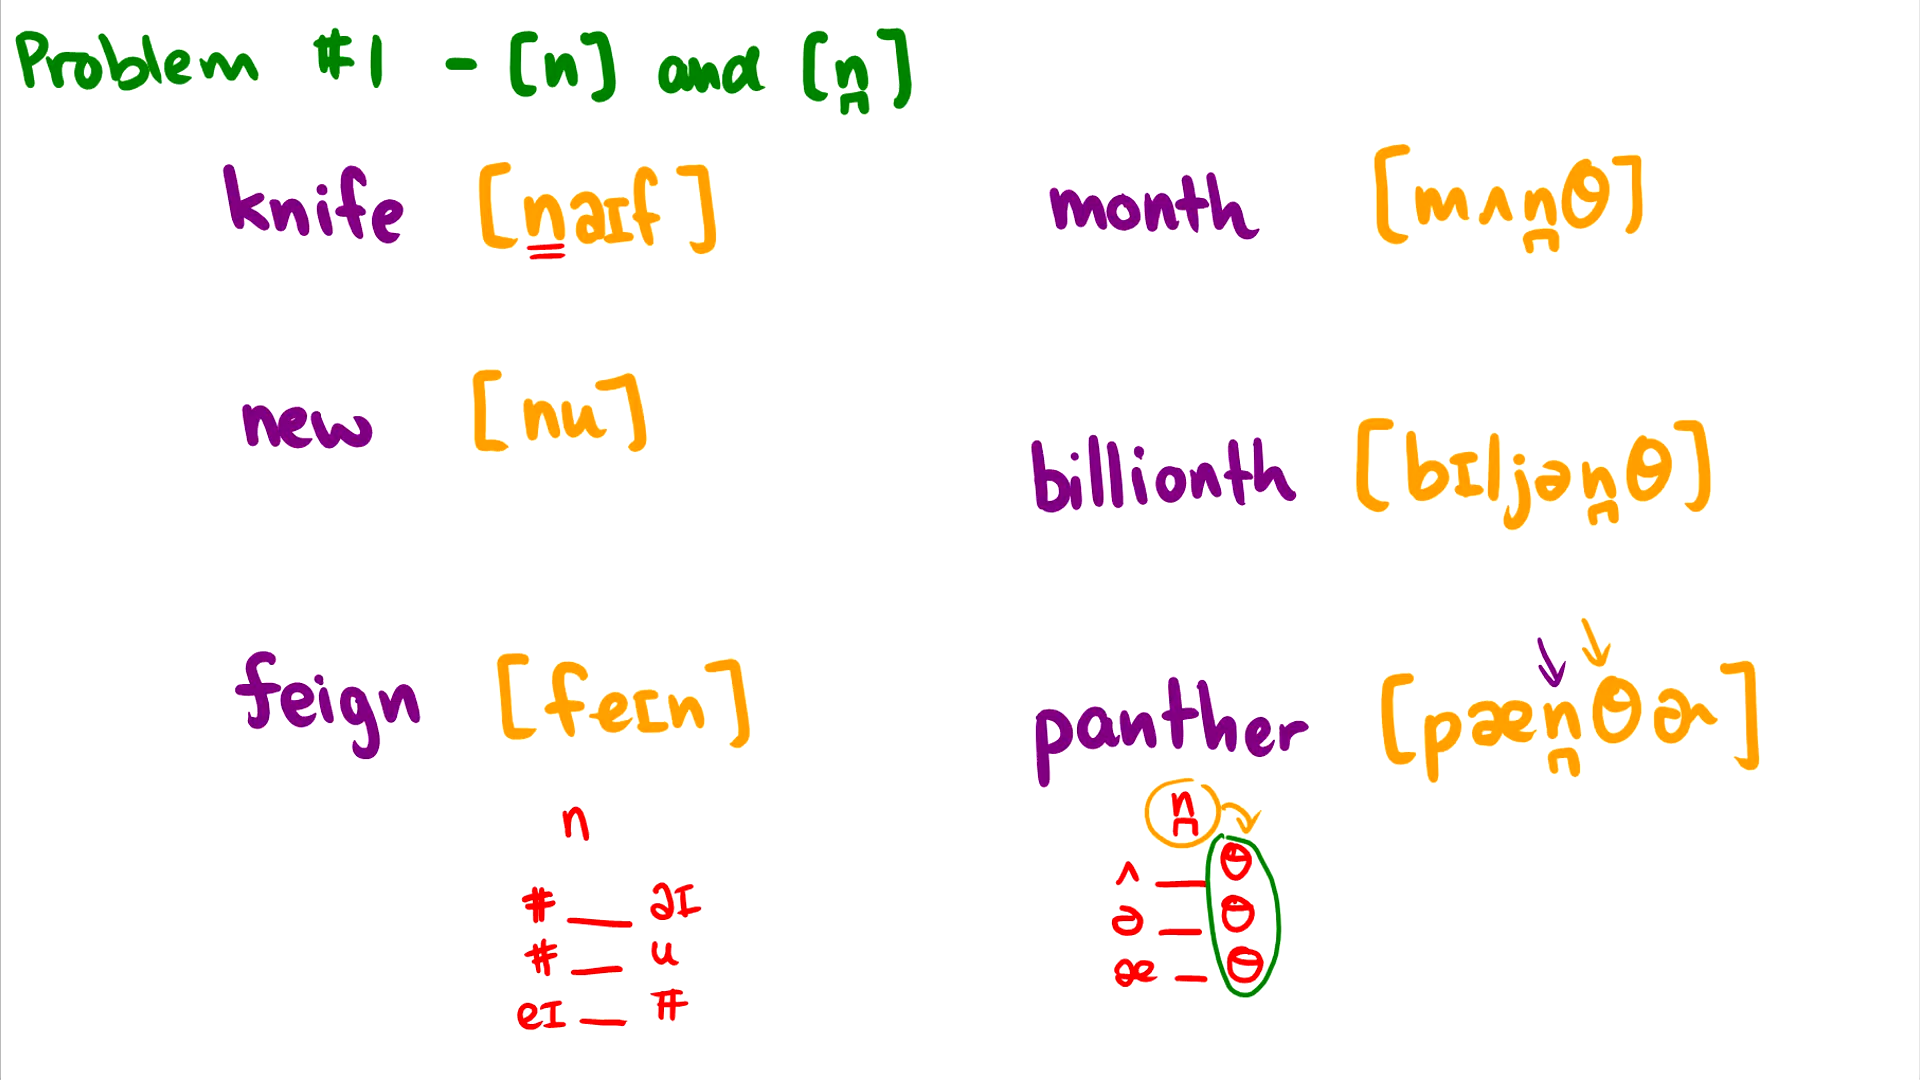 Problem #1 - [n] and [n̪]
knife [naɪf]
month [mʌn̪θ]
new [nu]
billionth [bɪljən̪θ]
feign [feɪn]
panther [pæn̪θɚ]
n
# __ aɪ
# __ u
eɪ __ #
n̪
ʌ __ θ
ə __ θ
æ __ θ